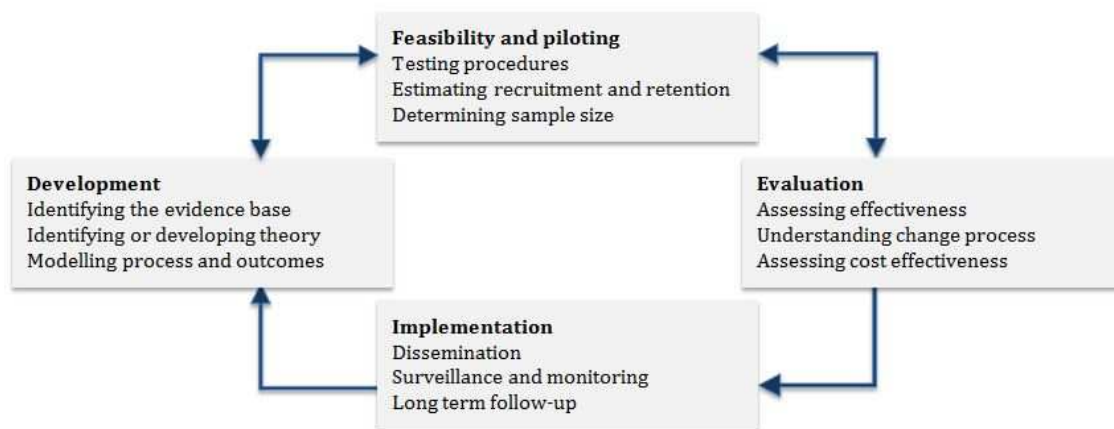 Feasibility and piloting
Testing procedures
Estimating recruitment and retention
Determining sample size
Development
Identifying the evidence base
Identifying or developing theory
Modelling process and outcomes
Evaluation
Assessing effectiveness
Understanding change process
Assessing cost effectiveness
Implementation
Dissemination
Surveillance and monitoring
Long term follow-up